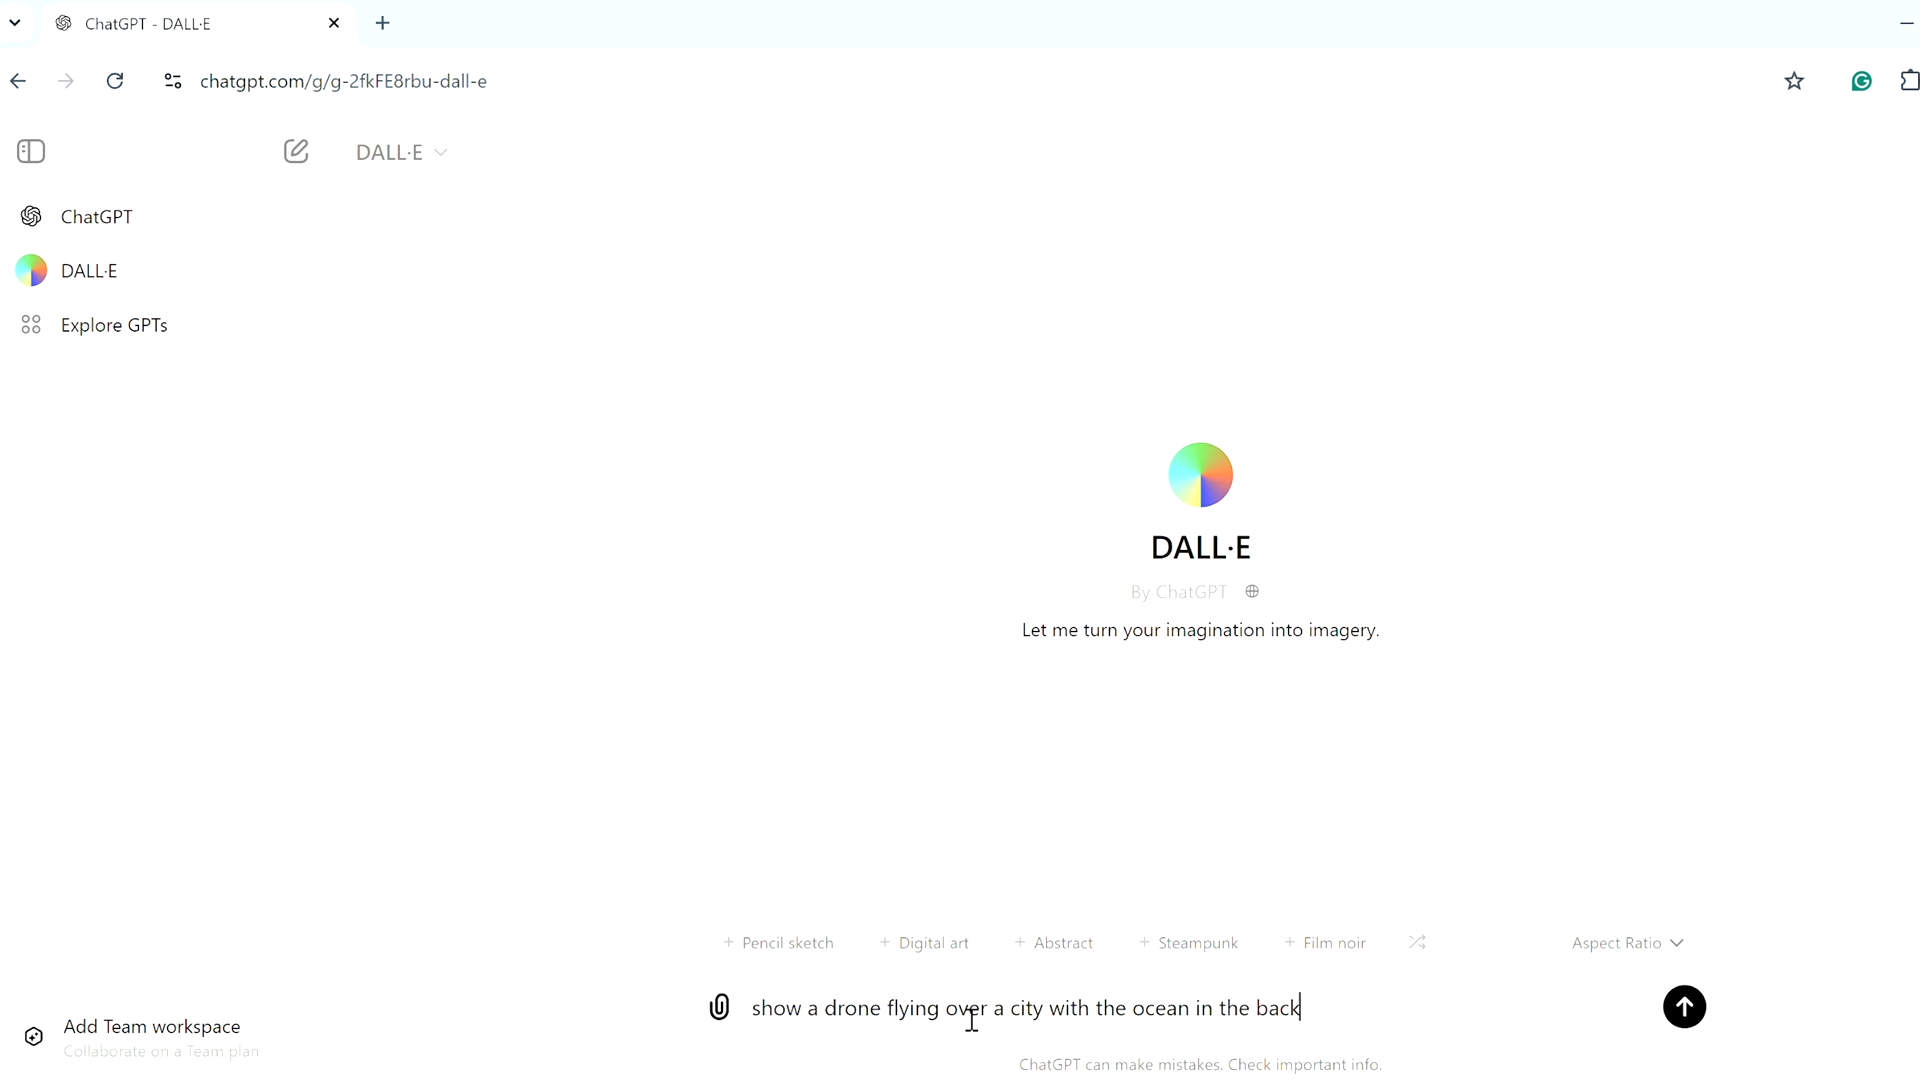 ChatGPT - DALL·E
chatgpt.com/g/g-2fkFE8rbu-dall-e
DALL·E
ChatGPT
DALL·E
Explore GPTs
DALL·E
By ChatGPT
Let me turn your imagination into imagery.
+ Pencil sketch + Digital art + Abstract + Steampunk + Film noir Aspect Ratio
show a drone flying over a city with the ocean in the back
Add Team workspace
Collaborate on a Team plan
ChatGPT can make mistakes. Check important info.